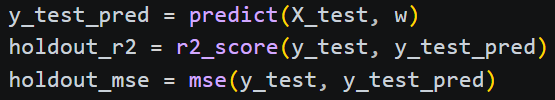 y_test_pred = predict(X_test, w)
holdout_r2 = r2_score(y_test, y_test_pred)
holdout_mse = mse(y_test, y_test_pred)